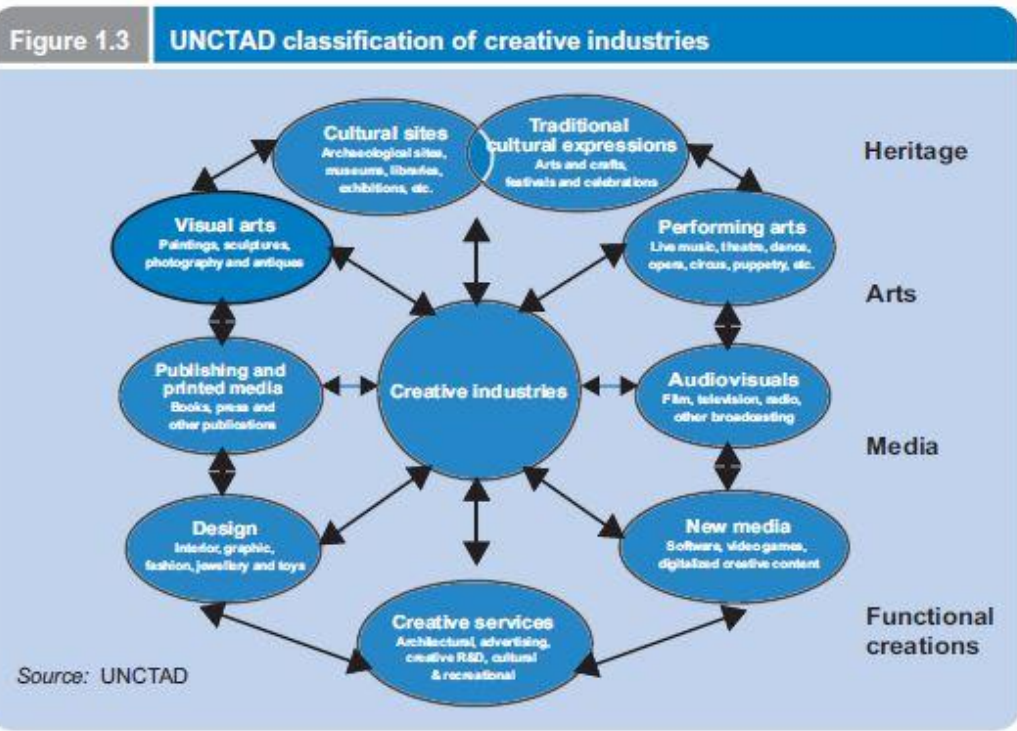 Figure 1.3
UNCTAD classification of creative industries
Cultural sites
Archaeological sites,
museums, libraries,
exhibitions, etc.
Traditional
cultural expressions
Arts and crafts,
festivals and celebrations
Heritage
Visual arts
Paintings, sculptures,
photography and antiques
Performing arts
Live music, theatre, dance,
opera, circus, puppetry, etc.
Arts
Publishing and
printed media
Books, press and
other publications
Creative industries
Audiovisuals
Film, television, radio,
other broadcasting
Media
Design
Interior, graphic,
fashion, jewellery and toys
New media
Software, video games,
digitalized creative content
Creative services
Architectural, advertising,
creative R&D, cultural
& recreational
Functional
creations
Source: UNCTAD